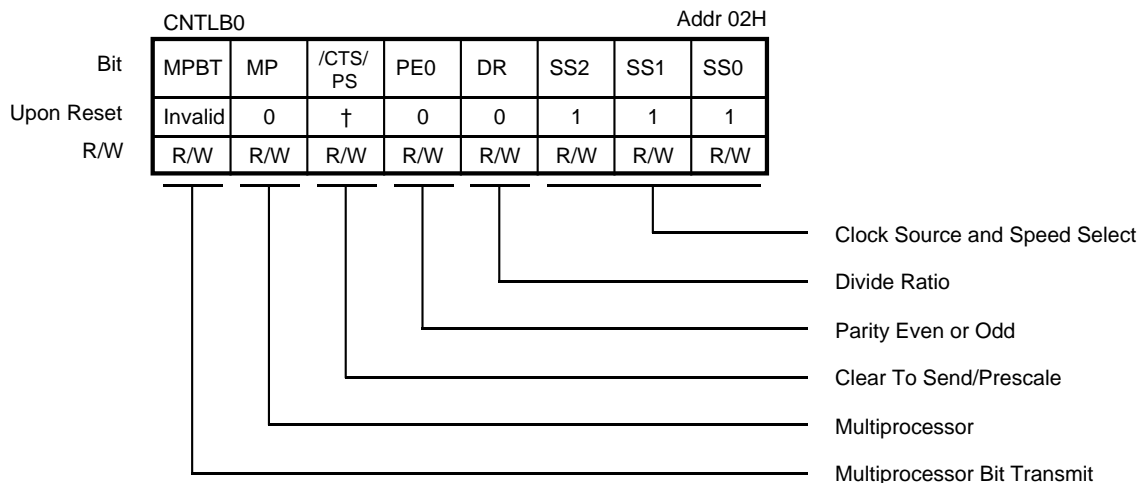 CNTLB0 Addr 02H
Bit MPBT MP /CTS/ PS PE0 DR SS2 SS1 SS0
Upon Reset Invalid 0 † 0 0 1 1 1
R/W R/W R/W R/W R/W R/W R/W R/W R/W
Clock Source and Speed Select
Divide Ratio
Parity Even or Odd
Clear To Send/Prescale
Multiprocessor
Multiprocessor Bit Transmit